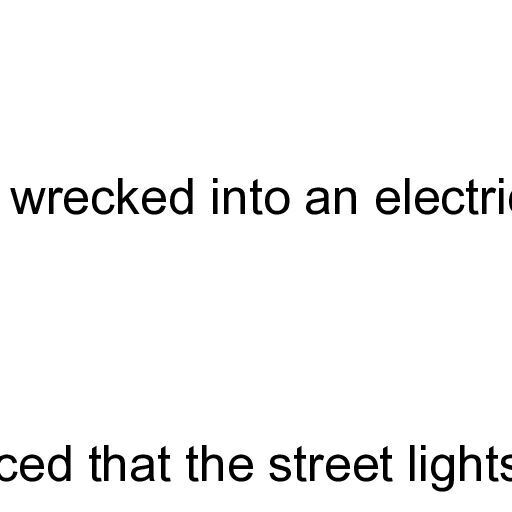 wrecked into an electri
ced that the street lights